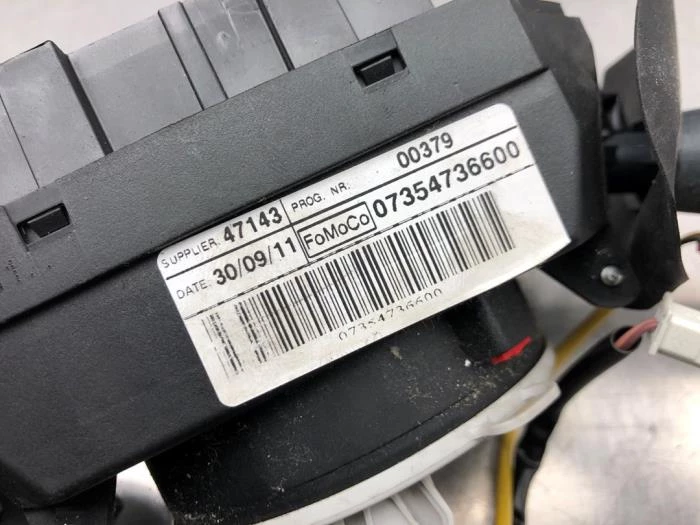 SUPPLIER: 47143 PROG. NR. 00379
DATE: 30/09/11 FoMoCo 07354736600
07354736600